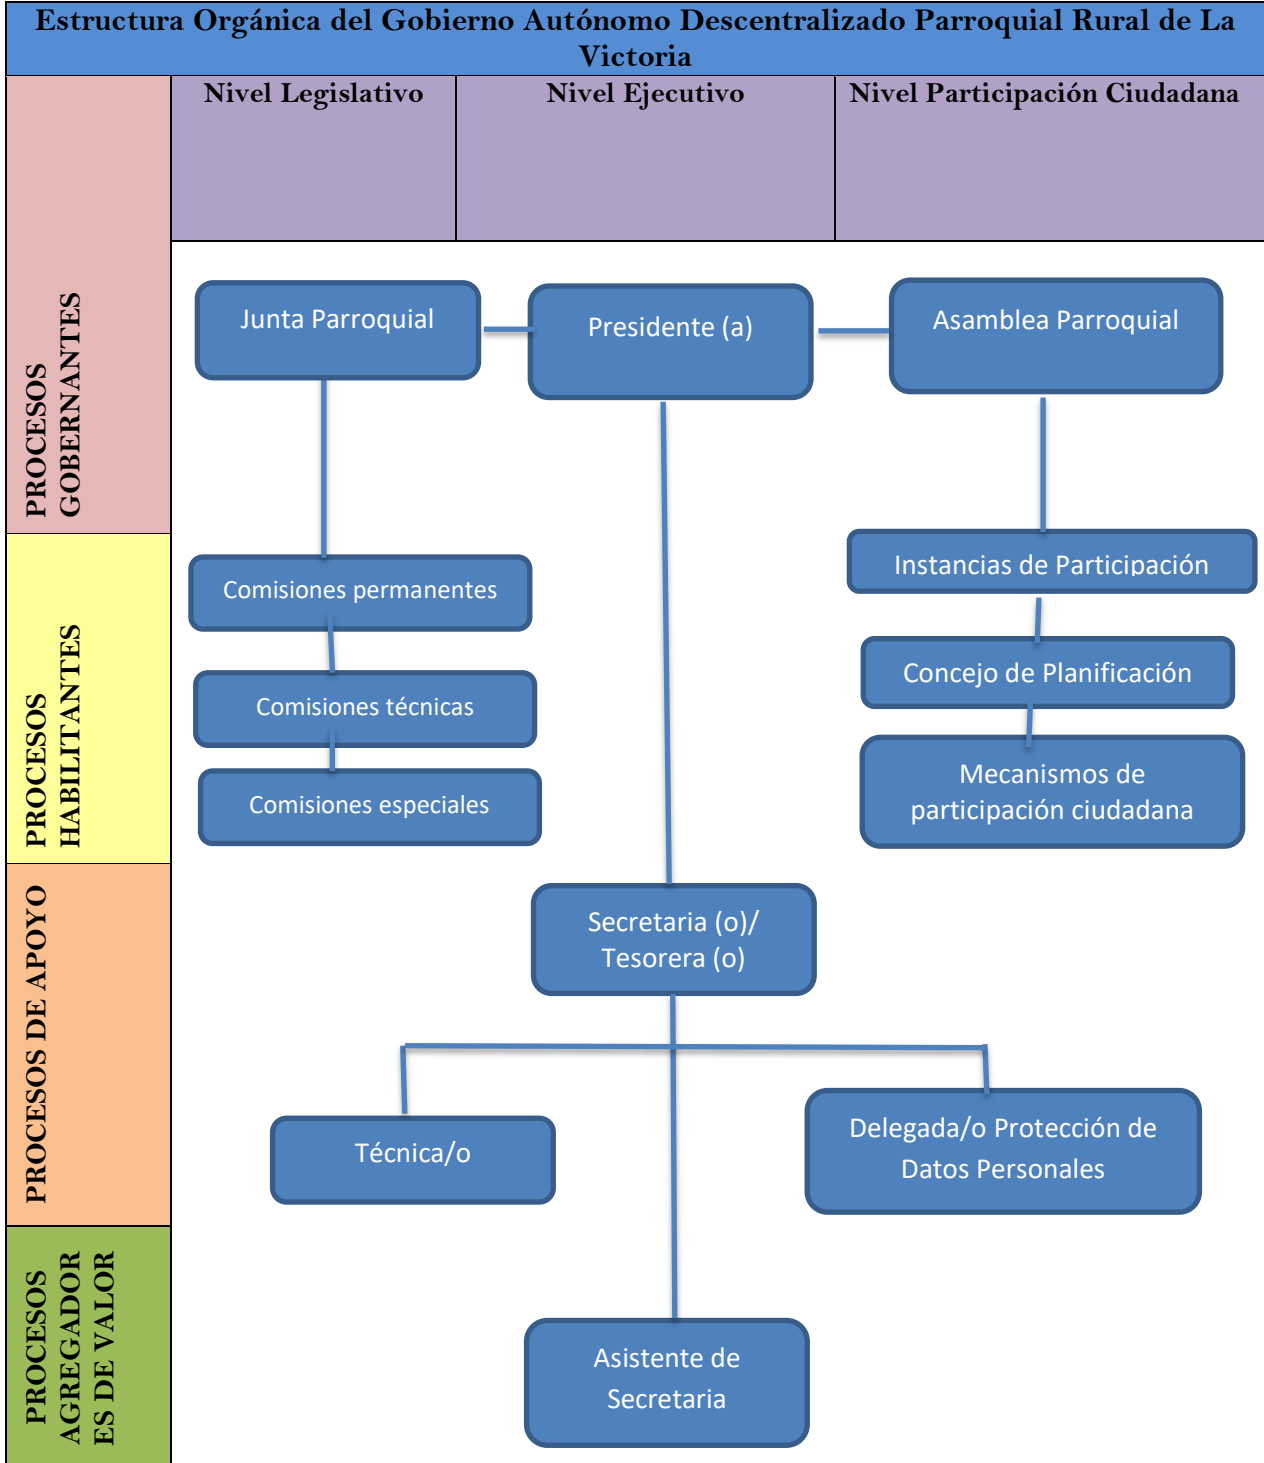 Estructura Orgánica del Gobierno Autónomo Descentralizado Parroquial Rural de La
Victoria
Nivel Legislativo
Nivel Ejecutivo
Nivel Participación Ciudadana
PROCESOS
GOBERNANTES
Junta Parroquial
Presidente (a)
Asamblea Parroquial
PROCESOS
HABILITANTES
Comisiones permanentes
Comisiones técnicas
Comisiones especiales
Instancias de Participación
Concejo de Planificación
Mecanismos de
participación ciudadana
PROCESOS DE APOYO
Secretaria (o)/
Tesorera (o)
Técnica/o
Delegada/o Protección de
Datos Personales
PROCESOS
AGREGADOR
ES DE VALOR
Asistente de
Secretaria